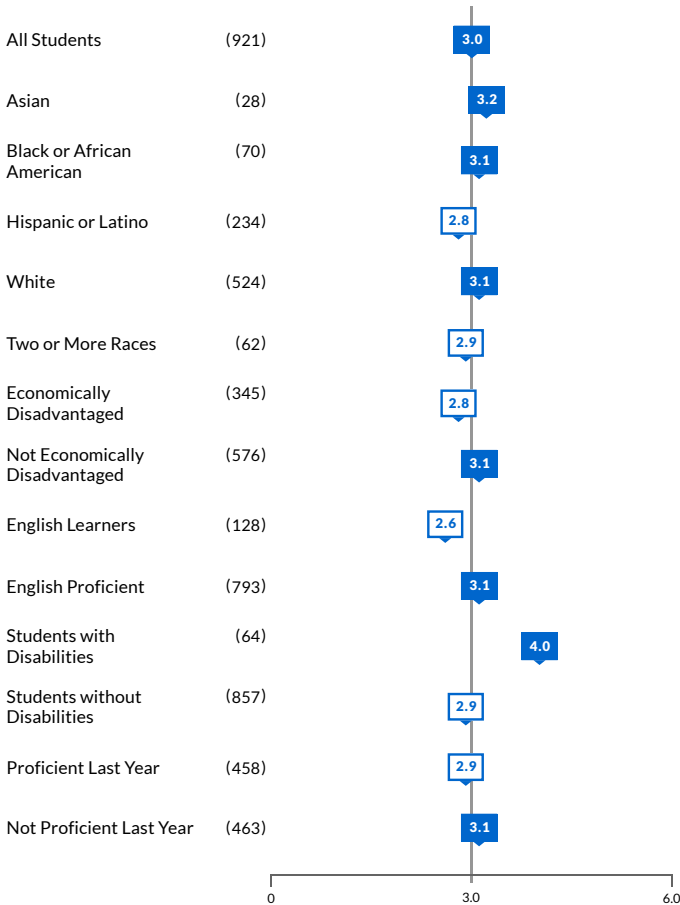 All Students (921) 3.0
Asian (28) 3.2
Black or African (70)
American
3.1
Hispanic or Latino (234) 2.8
White (524) 3.1
Two or More Races (62) 2.9
Economically (345)
Disadvantaged
2.8
Not Economically (576)
Disadvantaged
3.1
English Learners (128) 2.6
English Proficient (793) 3.1
Students with (64)
Disabilities
4.0
Students without (857)
Disabilities
2.9
Proficient Last Year (458) 2.9
Not Proficient Last Year (463) 3.1
0 3.0 6.0